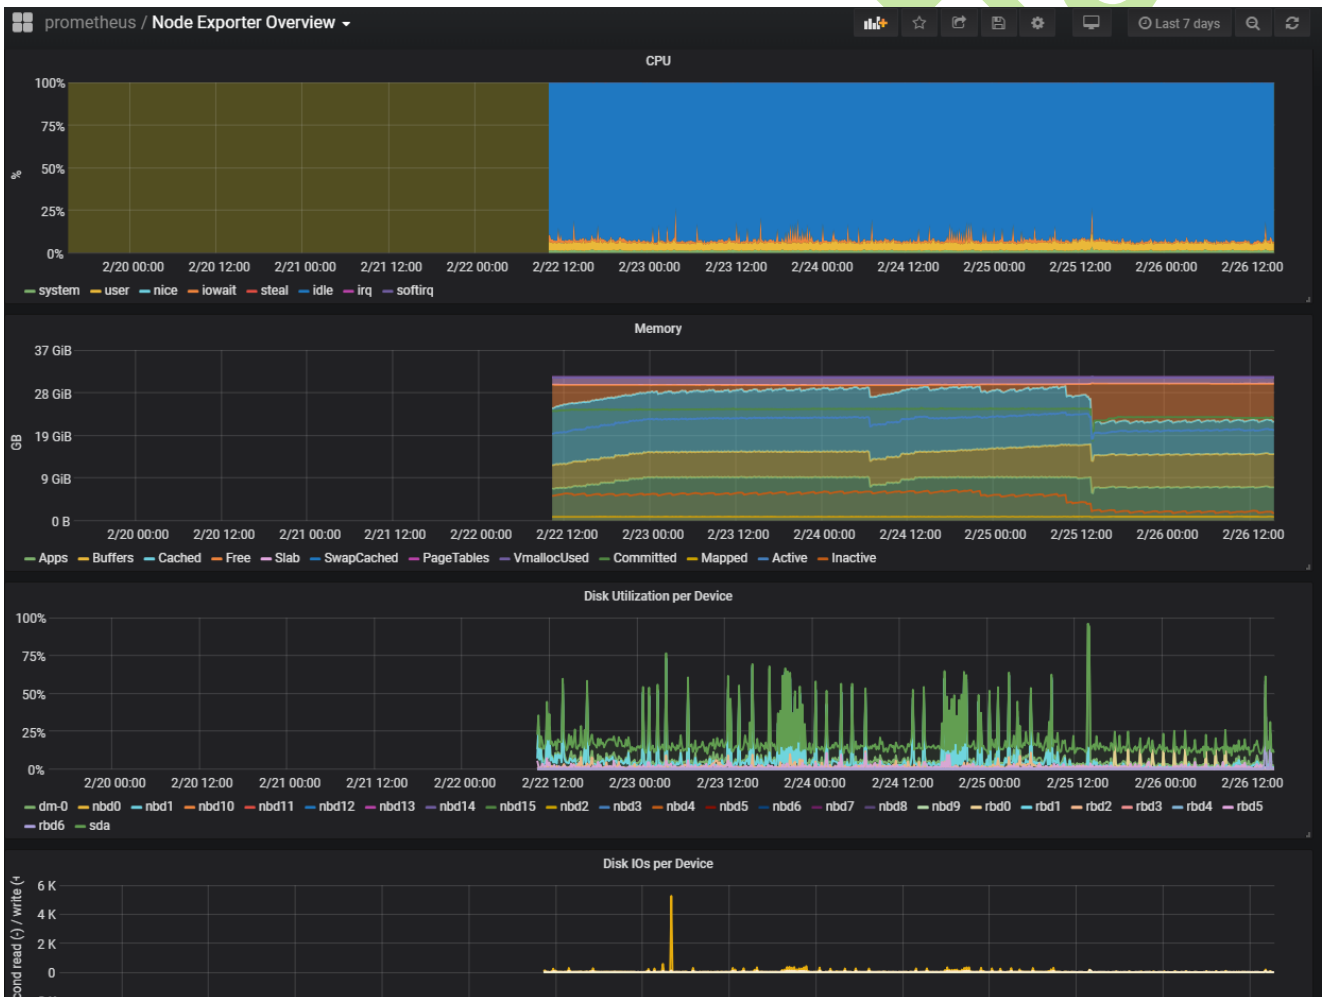 prometheus / Node Exporter Overview
Last 7 days
CPU
100%
75%
50%
25%
0%
%
2/20 00:00 2/20 12:00 2/21 00:00 2/21 12:00 2/22 00:00 2/22 12:00 2/23 00:00 2/23 12:00 2/24 00:00 2/24 12:00 2/25 00:00 2/25 12:00 2/26 00:00 2/26 12:00
system user nice iowait steal idle irq softirq
Memory
37 GiB
28 GiB
19 GiB
9 GiB
0 B
GB
2/20 00:00 2/20 12:00 2/21 00:00 2/21 12:00 2/22 00:00 2/22 12:00 2/23 00:00 2/23 12:00 2/24 00:00 2/24 12:00 2/25 00:00 2/25 12:00 2/26 00:00 2/26 12:00
Apps Buffers Cached Free Slab SwapCached PageTables VmallocUsed Committed Mapped Active Inactive
Disk Utilization per Device
100%
75%
50%
25%
0%
2/20 00:00 2/20 12:00 2/21 00:00 2/21 12:00 2/22 00:00 2/22 12:00 2/23 00:00 2/23 12:00 2/24 00:00 2/24 12:00 2/25 00:00 2/25 12:00 2/26 00:00 2/26 12:00
dm-0 nbd0 nbd1 nbd10 nbd11 nbd12 nbd13 nbd14 nbd15 nbd2 nbd3 nbd4 nbd5 nbd6 nbd7 nbd8 nbd9 rbd0 rbd1 rbd2 rbd3 rbd4 rbd5
rbd6 sda
Disk IOs per Device
6 K
4 K
2 K
0
cond read (-) / write (+